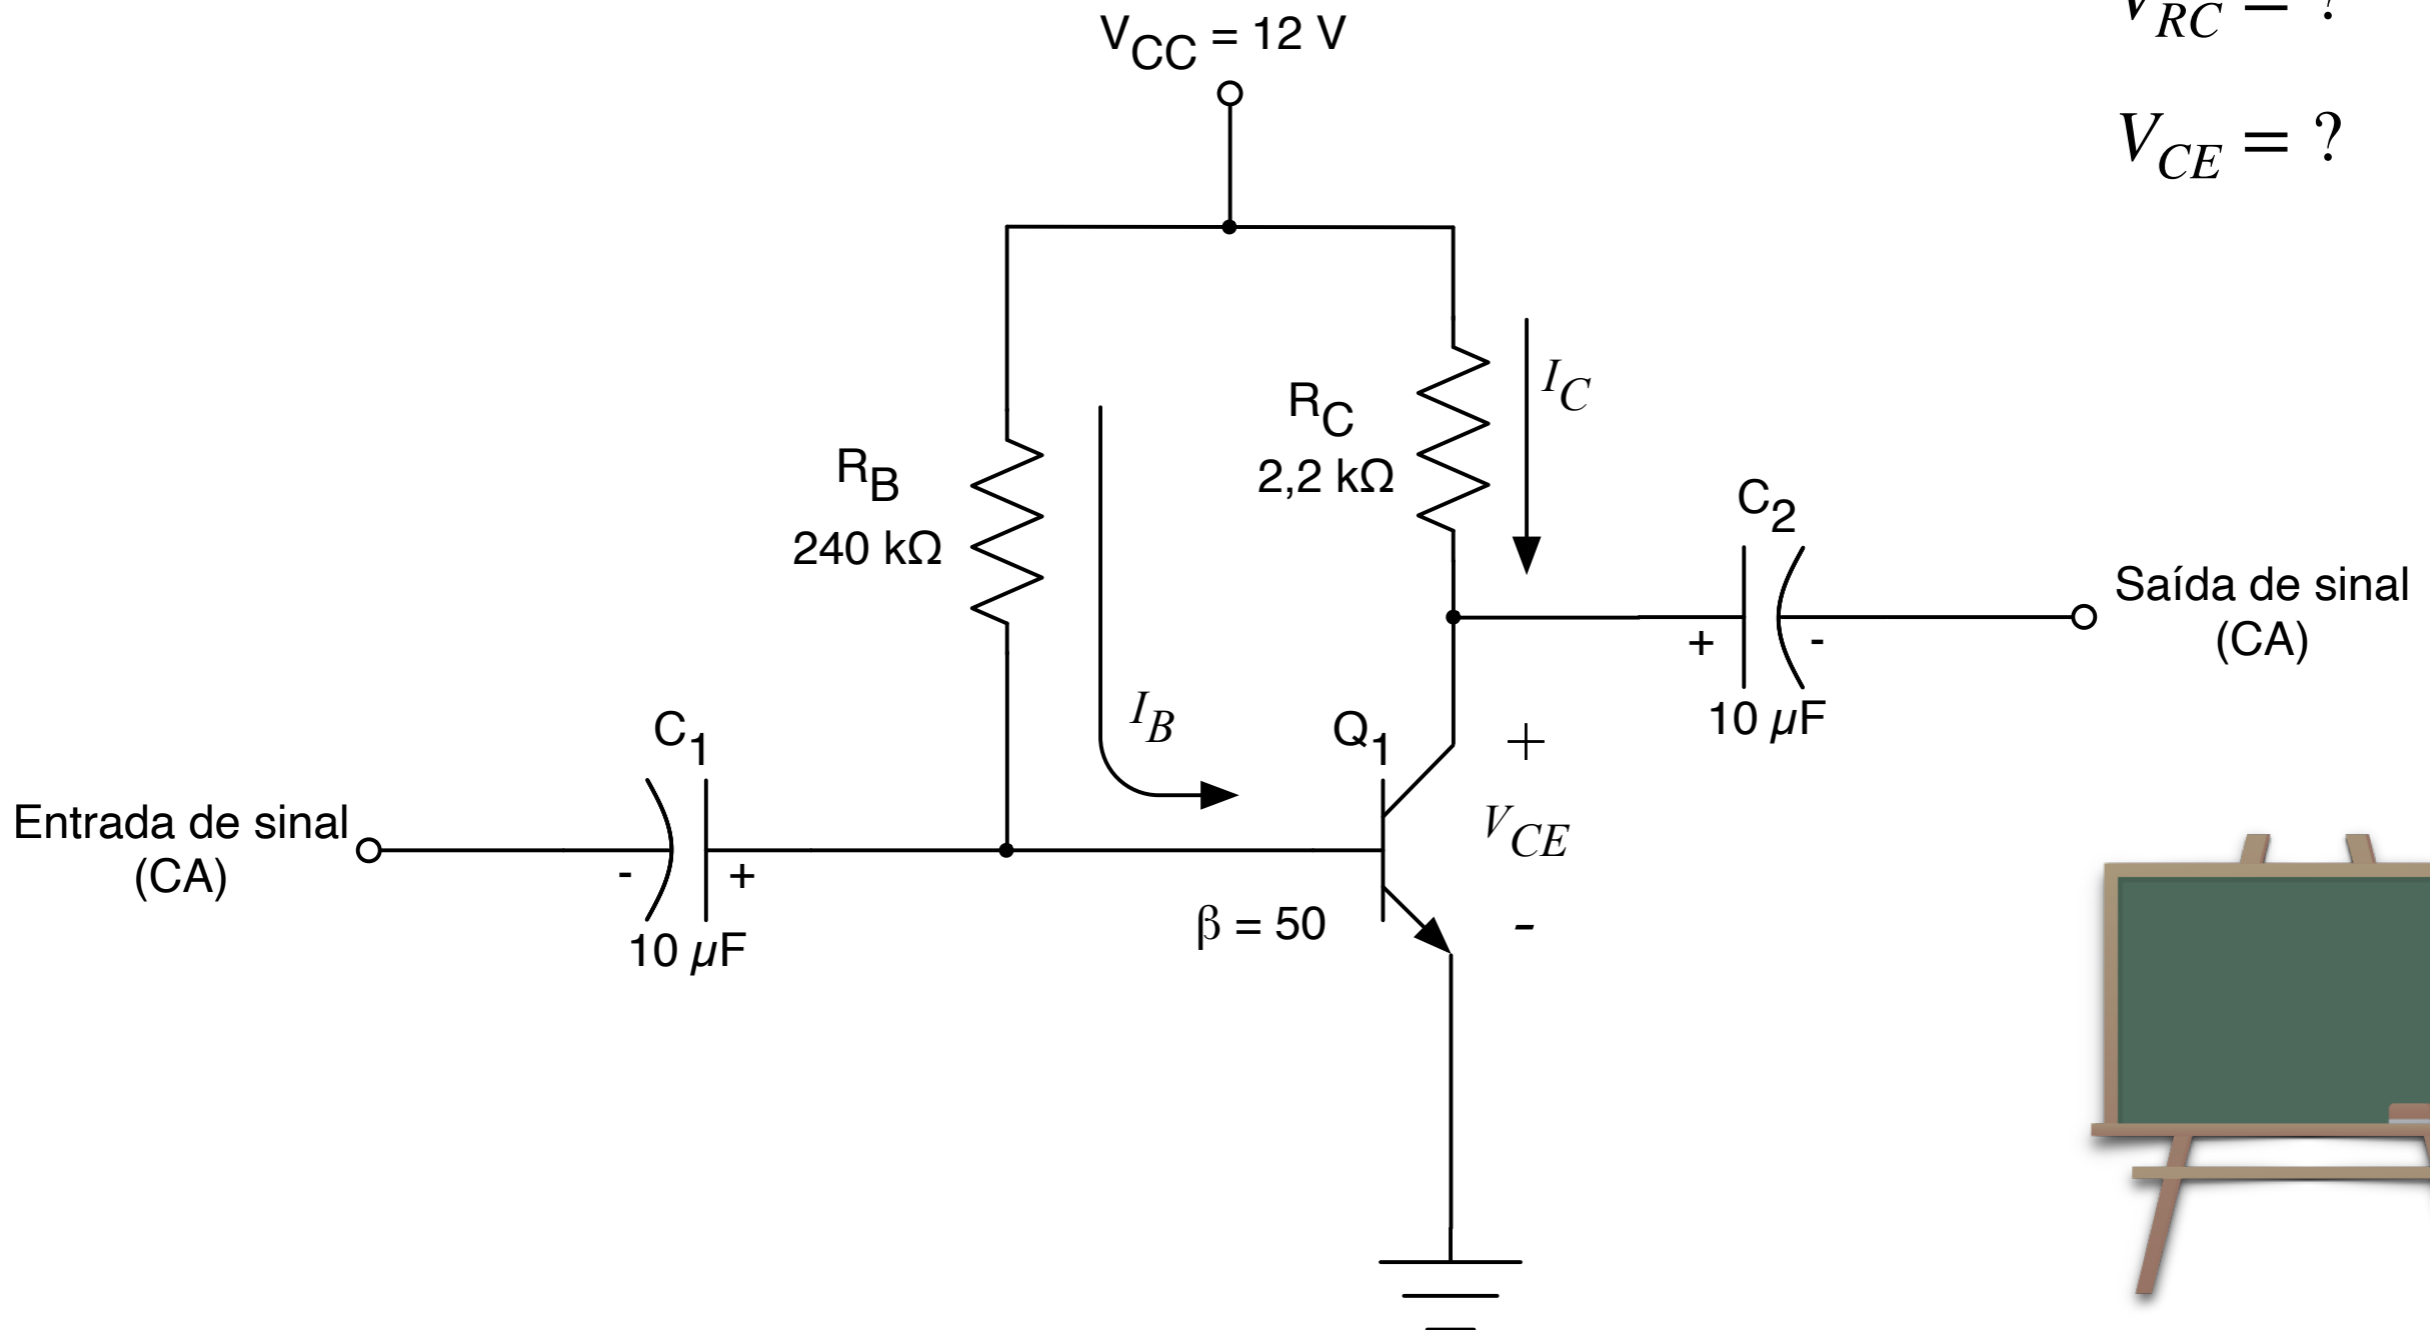 V_CC = 12 V
V_RC = ?
V_CE = ?
I_C
R_C
2,2 kΩ
R_B
240 kΩ
C_2
+ -
10 µF
Saída de sinal
(CA)
I_B
C_1
- +
10 µF
Entrada de sinal
(CA)
Q_1
β = 50
+
V_CE
-